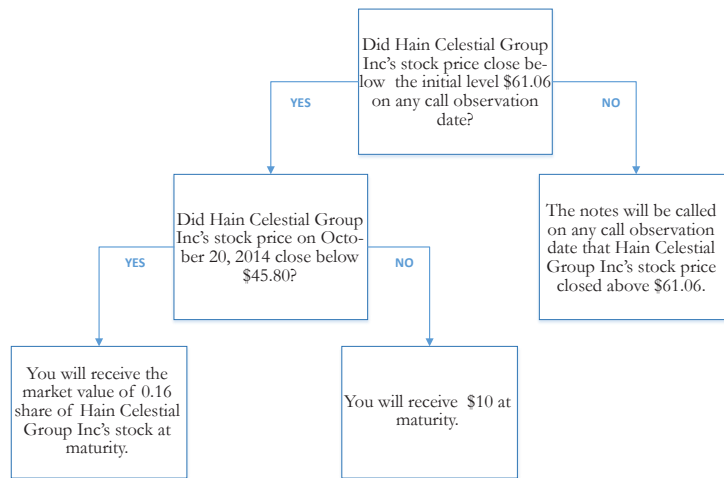 Did Hain Celestial Group
Inc's stock price close be-
low the initial level $61.06
on any call observation
date?
YES
NO
Did Hain Celestial Group
Inc's stock price on Octo-
ber 20, 2014 close below
$45.80?
The notes will be called
on any call observation
date that Hain Celestial
Group Inc's stock price
closed above $61.06.
YES
NO
You will receive the
market value of 0.16
share of Hain Celestial
Group Inc's stock at
maturity.
You will receive $10 at
maturity.